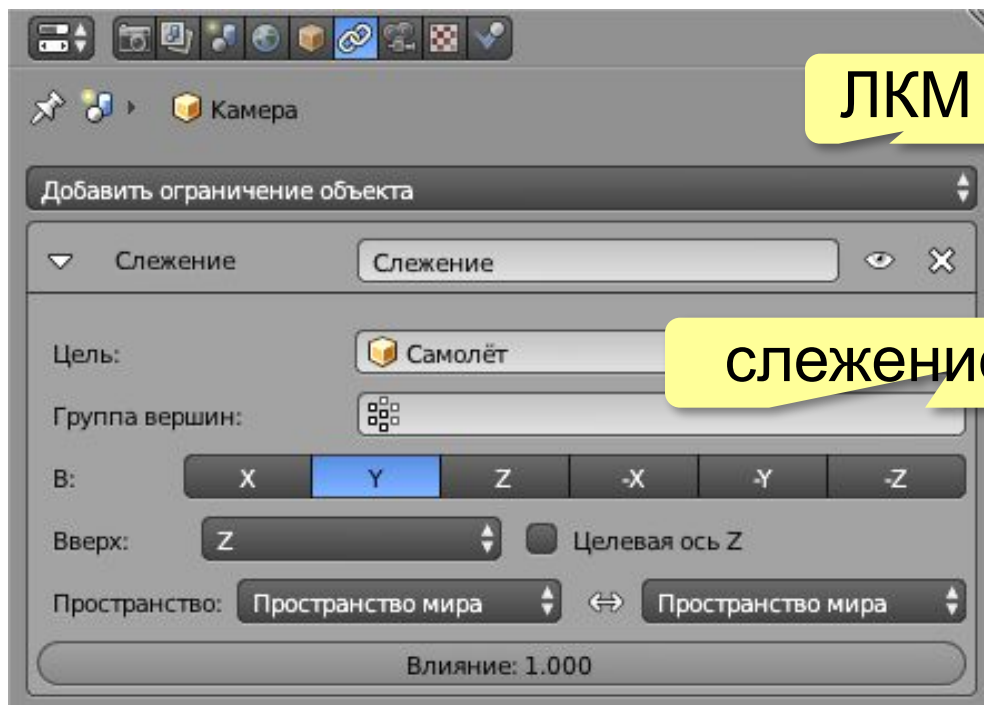 Камера
ЛКМ
Добавить ограничение объекта
Слежение Слежение
Цель: Самолёт
слежение
Группа вершин:
В: X Y Z -X -Y -Z
Вверх: Z Целевая ось Z
Пространство: Пространство мира Пространство мира
Влияние: 1.000